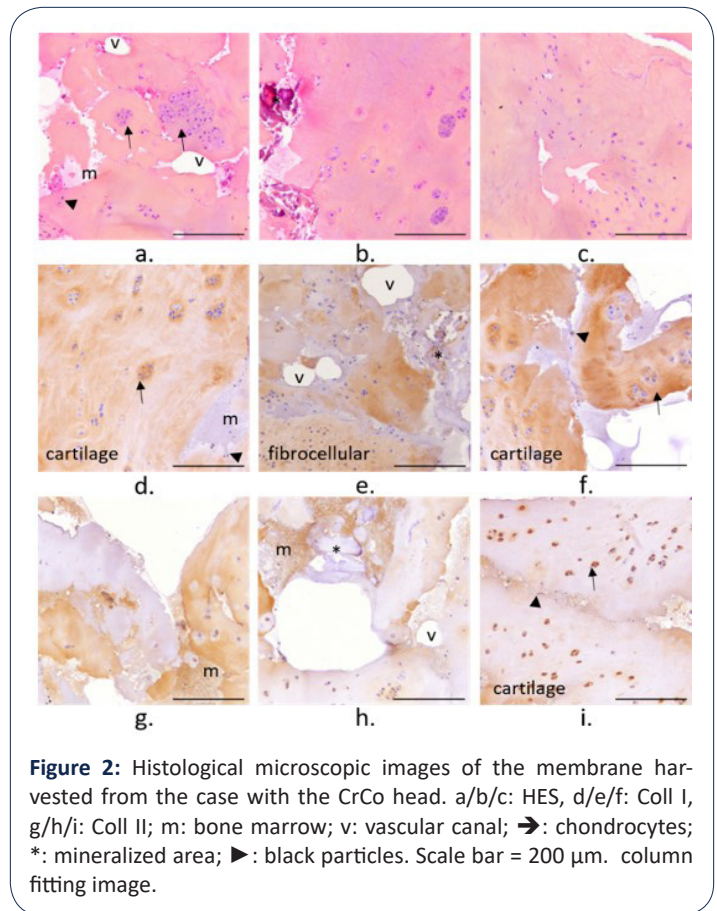 v
v
m
a.
b.
c.
cartilage
m
d.
v
v
*
fibrocellular
e.
cartilage
f.
m
g.
m
*
v
h.
cartilage
i.
Figure 2: Histological microscopic images of the membrane har-
vested from the case with the CrCo head. a/b/c: HES, d/e/f: Coll I,
g/h/i: Coll II; m: bone marrow; v: vascular canal; ➔: chondrocytes;
*: mineralized area; ►: black particles. Scale bar = 200 µm. column
fitting image.